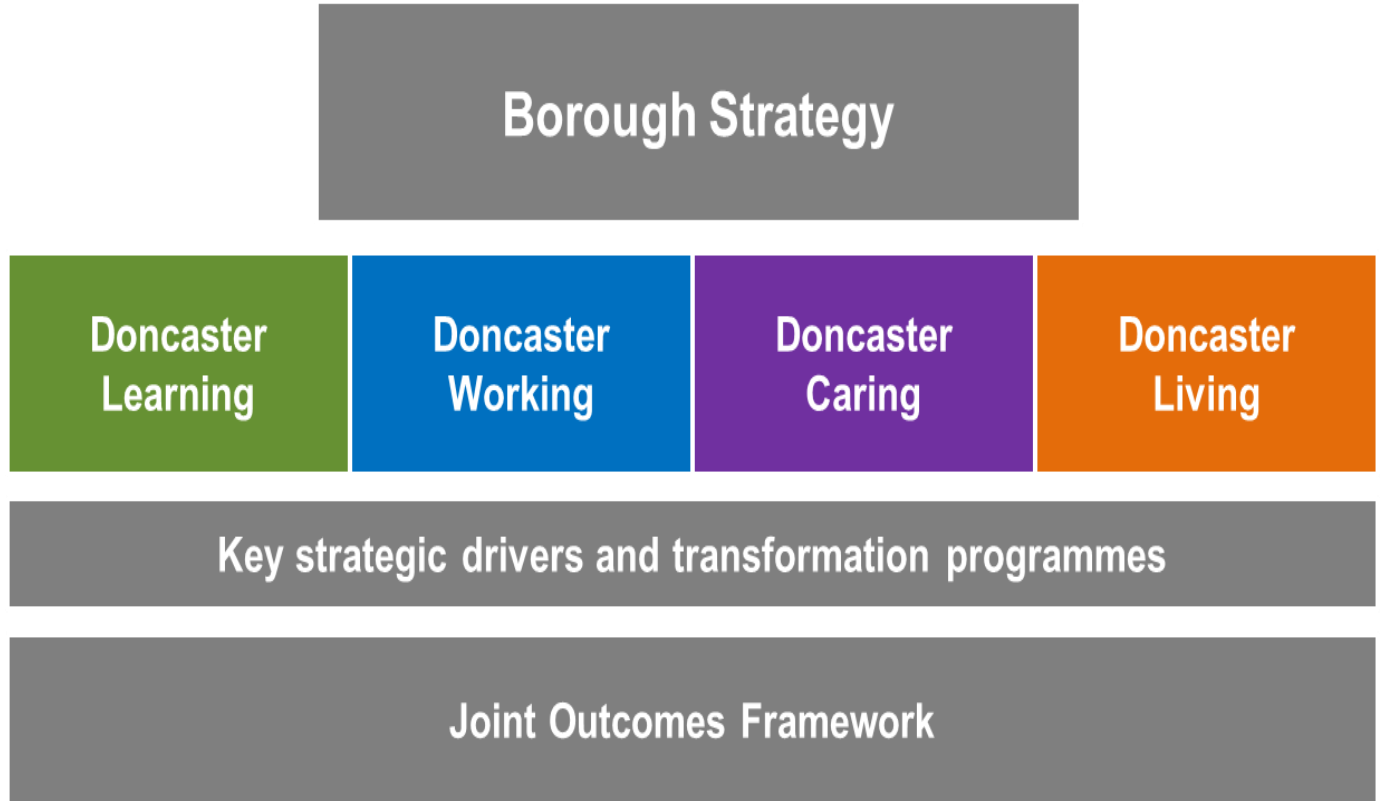 Borough Strategy
Doncaster
Learning
Doncaster
Working
Doncaster
Caring
Doncaster
Living
Key strategic drivers and transformation programmes
Joint Outcomes Framework